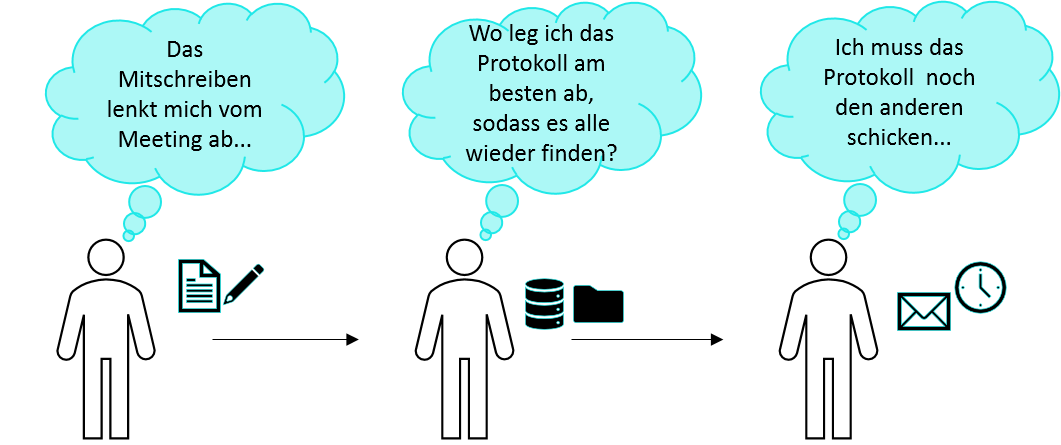 Das
Mitschreiben
lenkt mich vom
Meeting ab...
Wo leg ich das
Protokoll am
besten ab,
sodass es alle
wieder finden?
Ich muss das
Protokoll noch
den anderen
schicken...